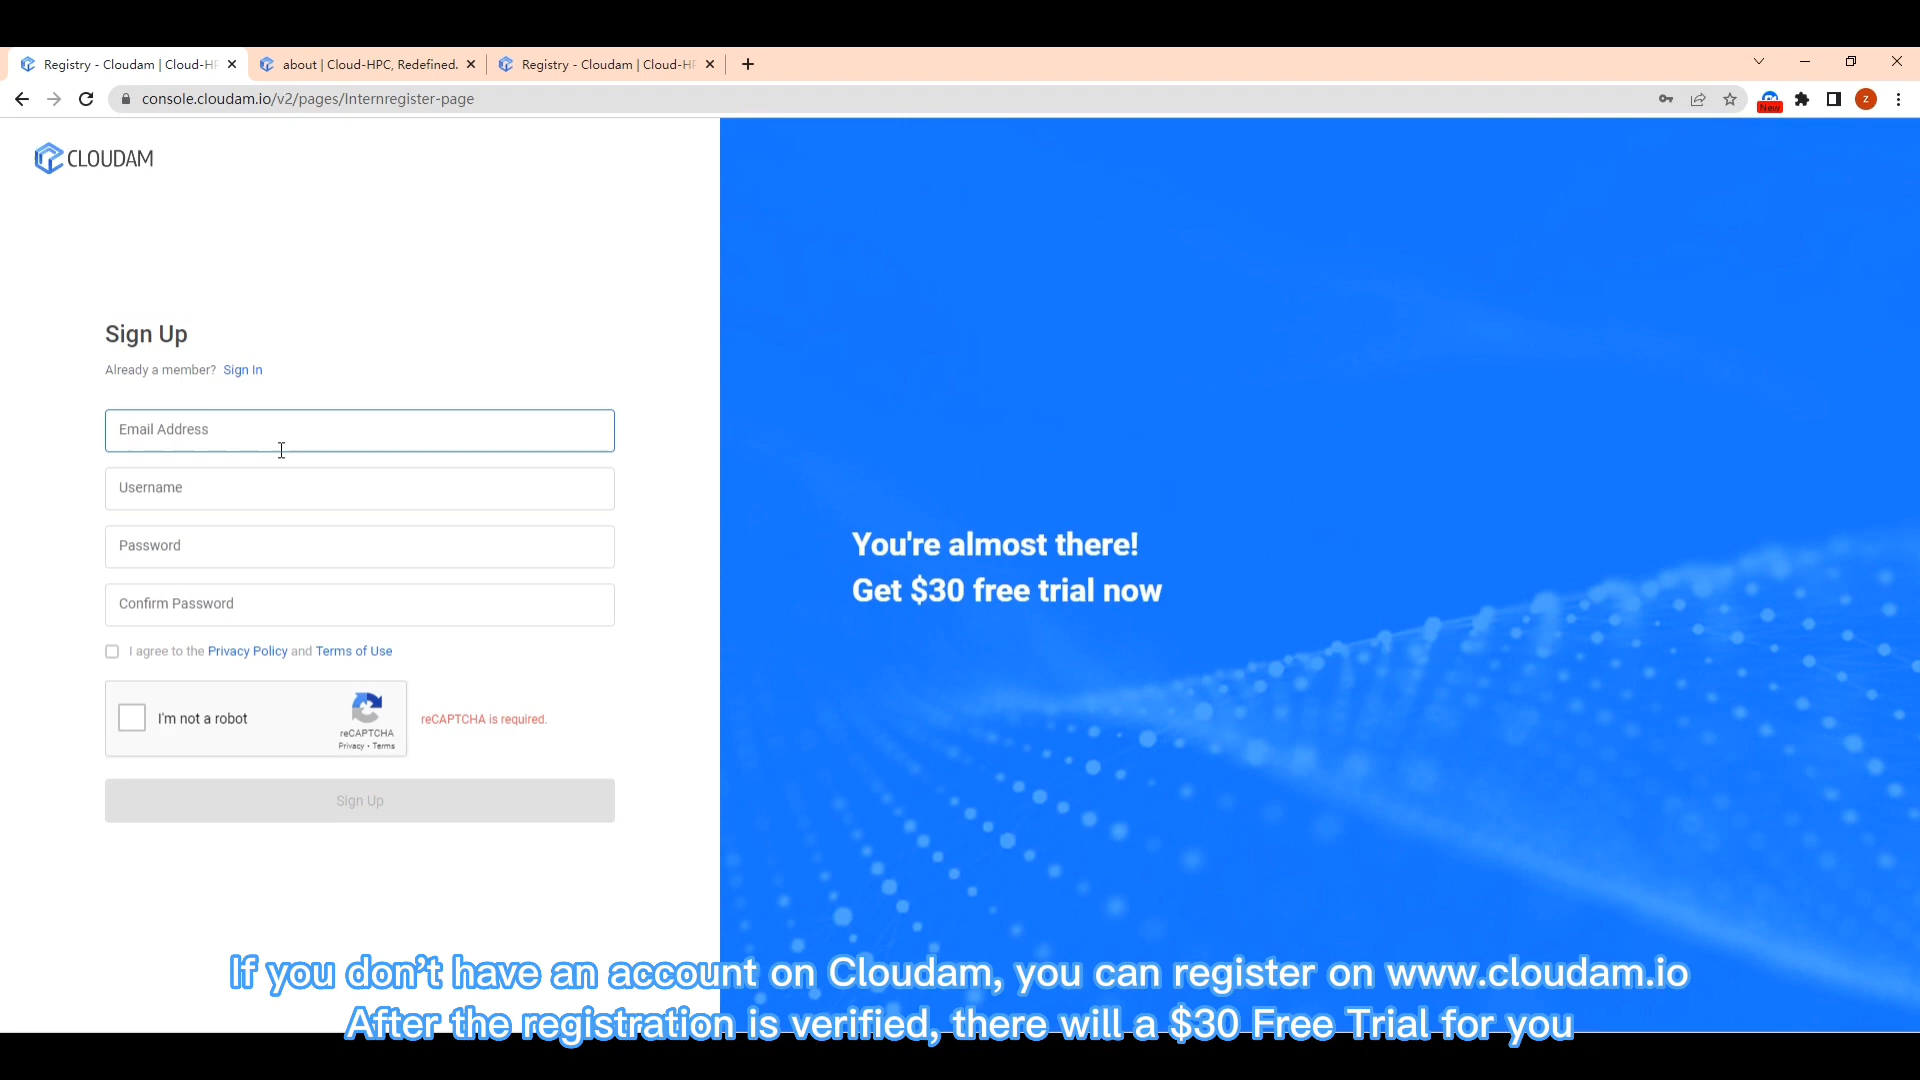 Registry - Cloudam | Cloud-HP
about | Cloud-HPC, Redefined.
Registry - Cloudam | Cloud-HP
console.cloudam.io/v2/pages/Internregister-page
New
Z
CLOUDAM
Sign Up
Already a member? Sign In
Email Address
Username
Password
Confirm Password
I agree to the Privacy Policy and Terms of Use
I'm not a robot
reCAPTCHA
Privacy - Terms
reCAPTCHA is required.
Sign Up
You're almost there!
Get $30 free trial now
If you don't have an account on Cloudam, you can register on www.cloudam.io
After the registration is verified, there will a $30 Free Trial for you